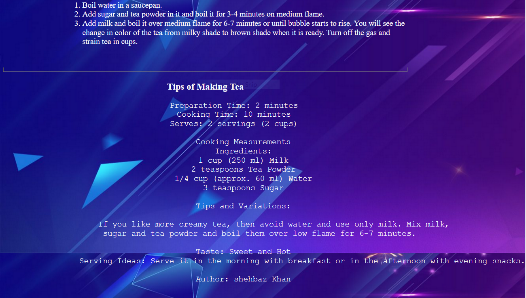 1. Boil water in a saucepan.
2. Add sugar and tea powder in it and boil it for 3-4 minutes on medium flame.
3. Add milk and boil it over medium flame for 6-7 minutes or until bubble starts to rise. You will see the
change in color of the tea from milky shade to brown shade when it is ready. Turn off the gas and
strain tea in cups.
Tips of Making Tea
Preparation Time: 2 minutes
Cooking Time: 10 minutes
Serves: 2 servings (2 cups)
Cooking Measurements
Ingredients:
1 cup (250 ml) Milk
2 teaspoons Tea Powder
1/4 cup (approx. 60 ml) Water
3 teaspoons Sugar
Tips and Variations:
If you like more creamy tea, then avoid water and use only milk. Mix milk,
sugar and tea powder and boil them over low flame for 6-7 minutes.
Taste: Sweet and Hot
Serving Ideas: Serve it in the morning with breakfast or in the afternoon with evening snacks.
Author: shehbaz Khan